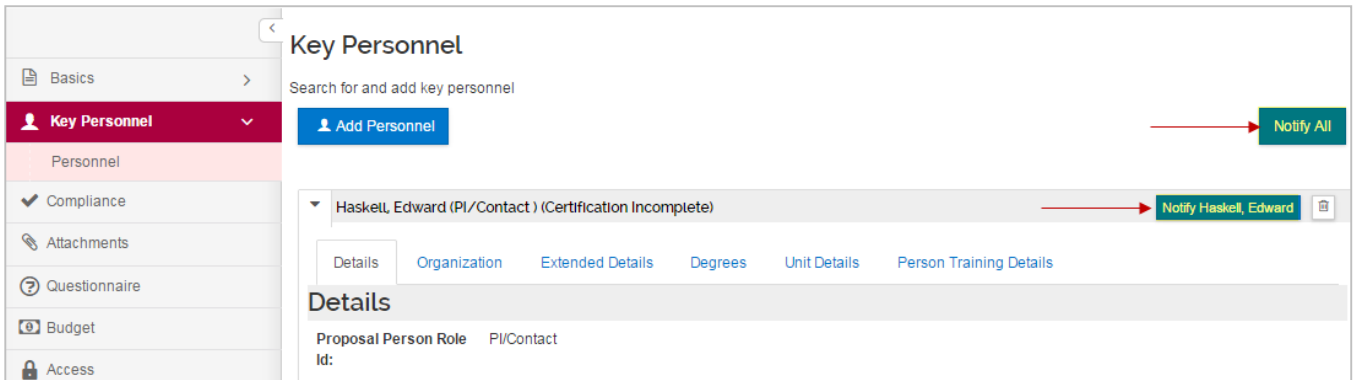 Key Personnel
Basics
Search for and add key personnel
Key Personnel
Add Personnel
Notify All
Personnel
Compliance
Haskell, Edward (PI/Contact ) (Certification Incomplete)
Notify Haskell, Edward
Attachments
Details Organization Extended Details Degrees Unit Details Person Training Details
Questionnaire
Details
Budget
Proposal Person Role PI/Contact
Id:
Access